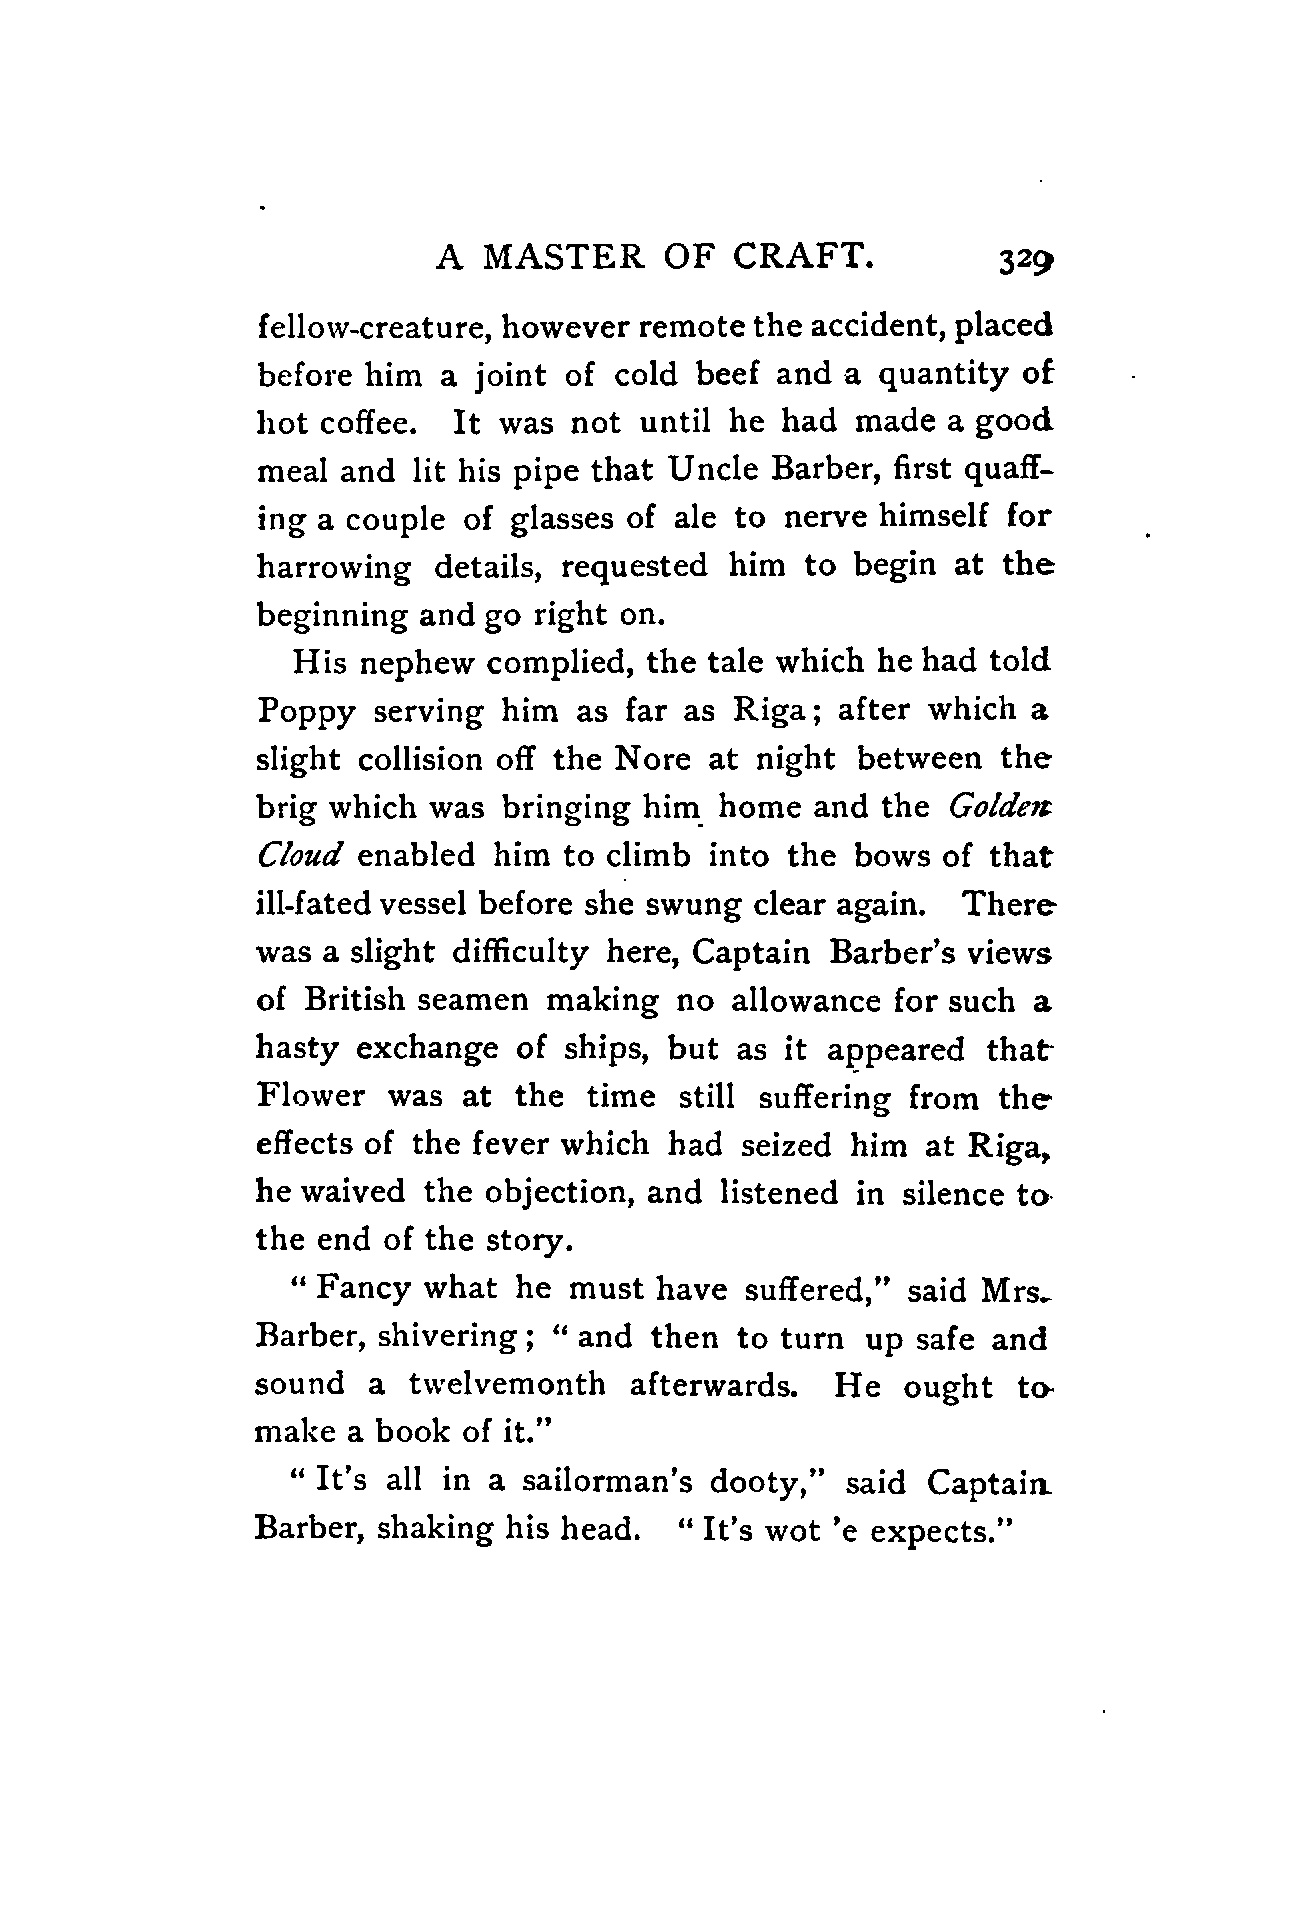 A MASTER OF CRAFT. 329
fellow-creature, however remote the accident, placed
before him a joint of cold beef and a quantity of
hot coffee. It was not until he had made a good
meal and lit his pipe that Uncle Barber, first quaff-
ing a couple of glasses of ale to nerve himself for
harrowing details, requested him to begin at the
beginning and go right on.
His nephew complied, the tale which he had told
Poppy serving him as far as Riga; after which a
slight collision off the Nore at night between the
brig which was bringing him home and the Golden
Cloud enabled him to climb into the bows of that
ill-fated vessel before she swung clear again. There
was a slight difficulty here, Captain Barber's views
of British seamen making no allowance for such a
hasty exchange of ships, but as it appeared that
Flower was at the time still suffering from the
effects of the fever which had seized him at Riga,
he waived the objection, and listened in silence to
the end of the story.
"Fancy what he must have suffered," said Mrs.
Barber, shivering; "and then to turn up safe and
sound a twelvemonth afterwards. He ought to
make a book of it."
"It's all in a sailorman's dooty," said Captain
Barber, shaking his head. "It's wot 'e expects."